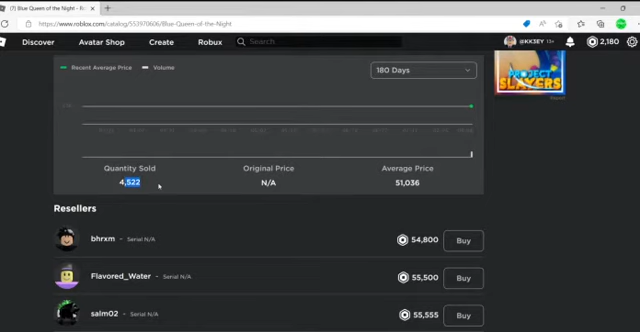 (7) Blue Queen of the Night - Ro
https://www.roblox.com/catalog/553970606/Blue-Queen-of-the-Night
Discover Avatar Shop Create Robux Search @KK3EY 13+ 2,180
Recent Average Price Volume 180 Days
PROJECT
SLAYERS
Quantity Sold Original Price Average Price
4,522 N/A 51,036
Resellers
bhrxm - Serial N/A 54,800 Buy
Flavored_Water - Serial N/A 55,500 Buy
salm02 - Serial N/A 55,555 Buy